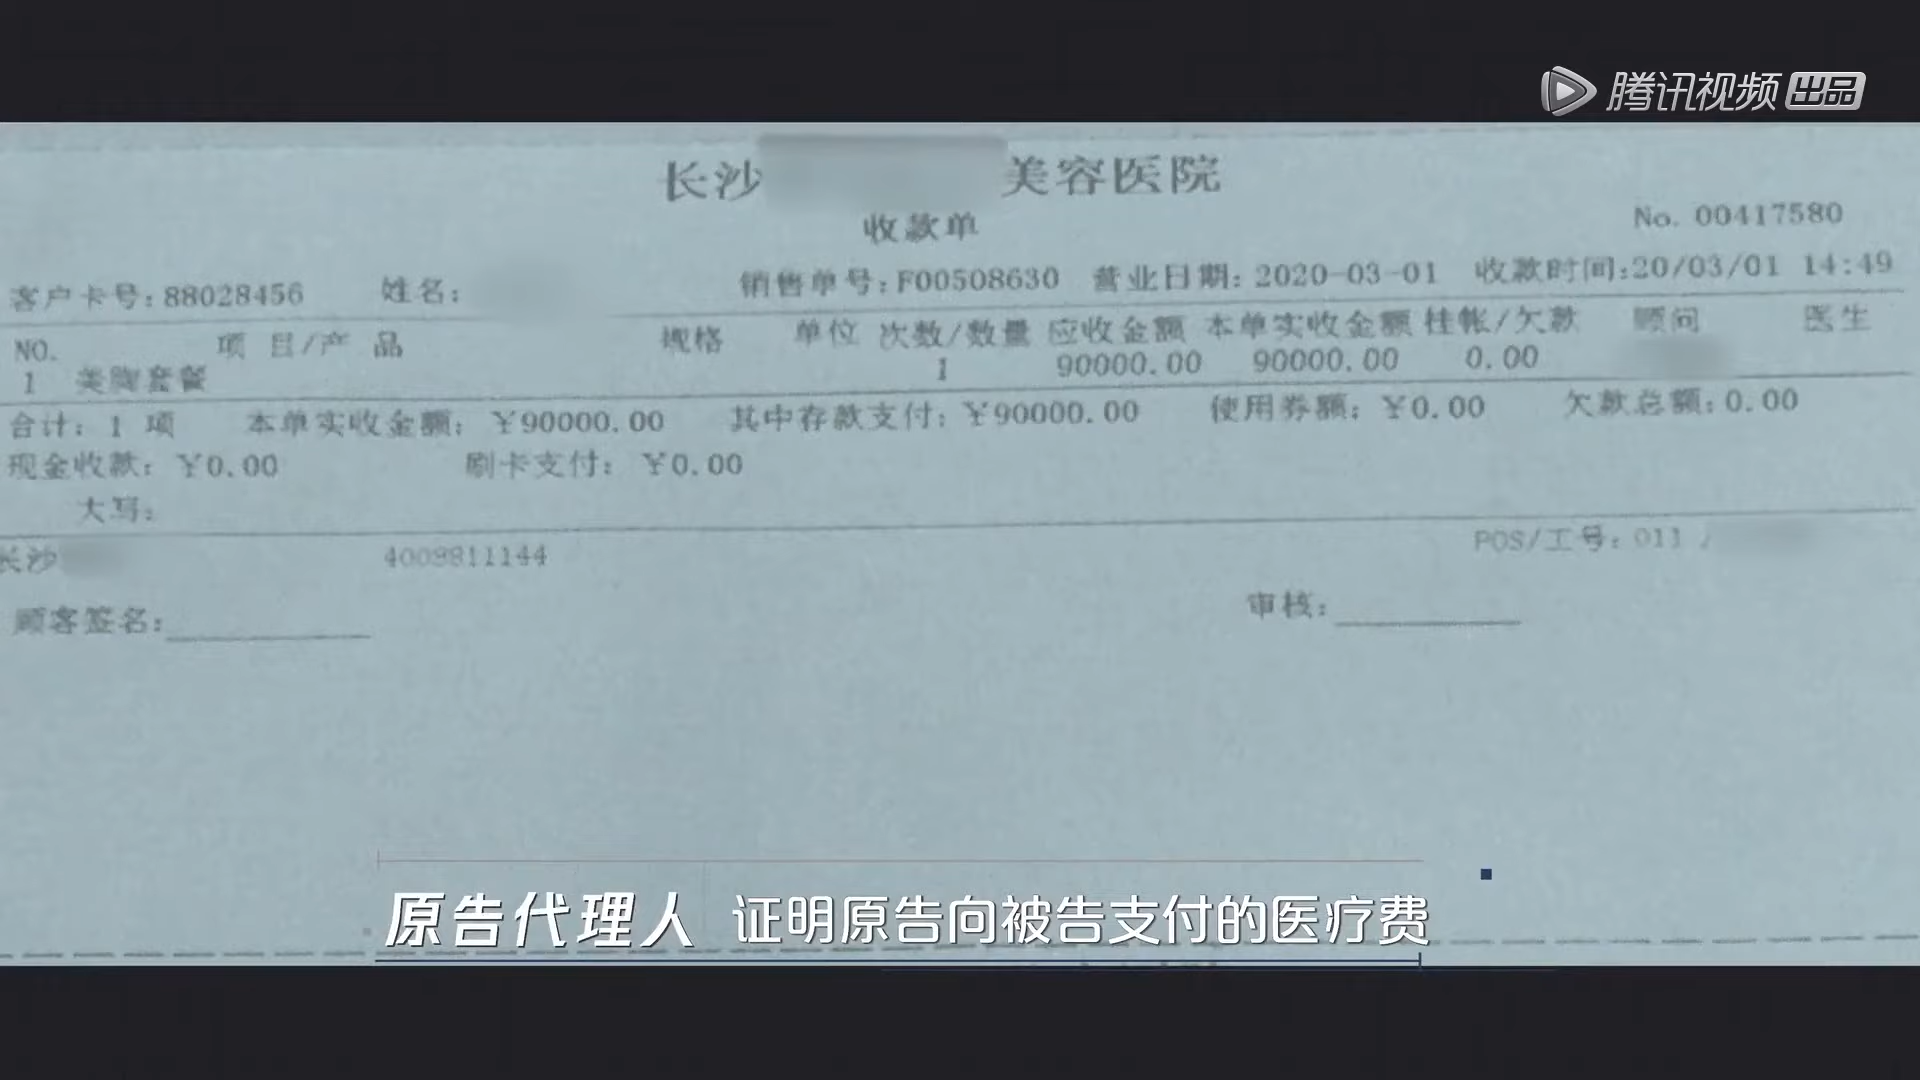 腾讯视频 出品
长沙 美容医院
收款单
No. 00417580
客户卡号:88028456 姓名: 销售单号:F00508630 营业日期:2020-03-01 收款时间:20/03/01 14:49
NO. 项 目/产 品 规格 单位 次数/数量 应收金额 本单实收金额 挂帐/欠款 顾问 医生
1 美胸套餐 1 90000.00 90000.00 0.00
合计: 1 项 本单实收金额: ￥90000.00 其中存款支付: ￥90000.00 使用券额: ￥0.00 欠款总额:0.00
现金收款: ￥0.00 刷卡支付: ￥0.00
大写:
长沙 4009811144 POS/工号: 011 /
顾客签名: 审核:
原告代理人 证明原告向被告支付的医疗费